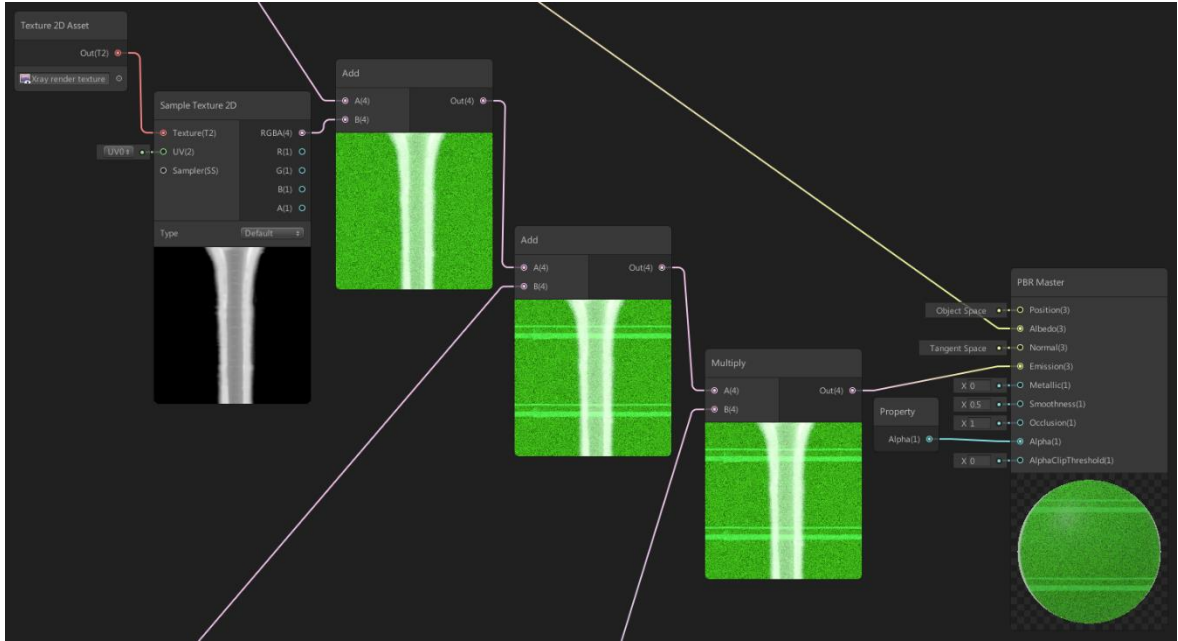 Texture 2D Asset
Out(T2)
Xray render texture
Sample Texture 2D
Texture(T2)
RGBA(4)
UV0
UV(2)
R(1)
Sampler(SS)
G(1)
B(1)
A(1)
Type
Default
Add
A(4)
Out(4)
B(4)
Add
A(4)
Out(4)
B(4)
Multiply
A(4)
Out(4)
B(4)
Property
Alpha(1)
PBR Master
Object Space
Position(3)
Albedo(3)
Tangent Space
Normal(3)
Emission(3)
X 0
Metallic(1)
X 0.5
Smoothness(1)
X 1
Occlusion(1)
Alpha(1)
X 0
AlphaClipThreshold(1)